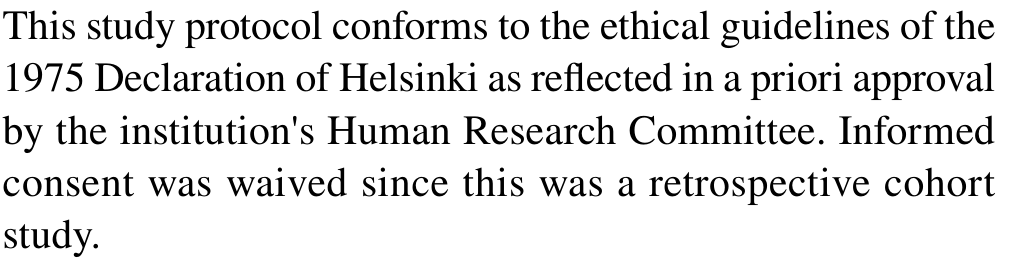 This study protocol conforms to the ethical guidelines of the
1975 Declaration of Helsinki as reflected in a priori approval
by the institution's Human Research Committee. Informed
consent was waived since this was a retrospective cohort
study.